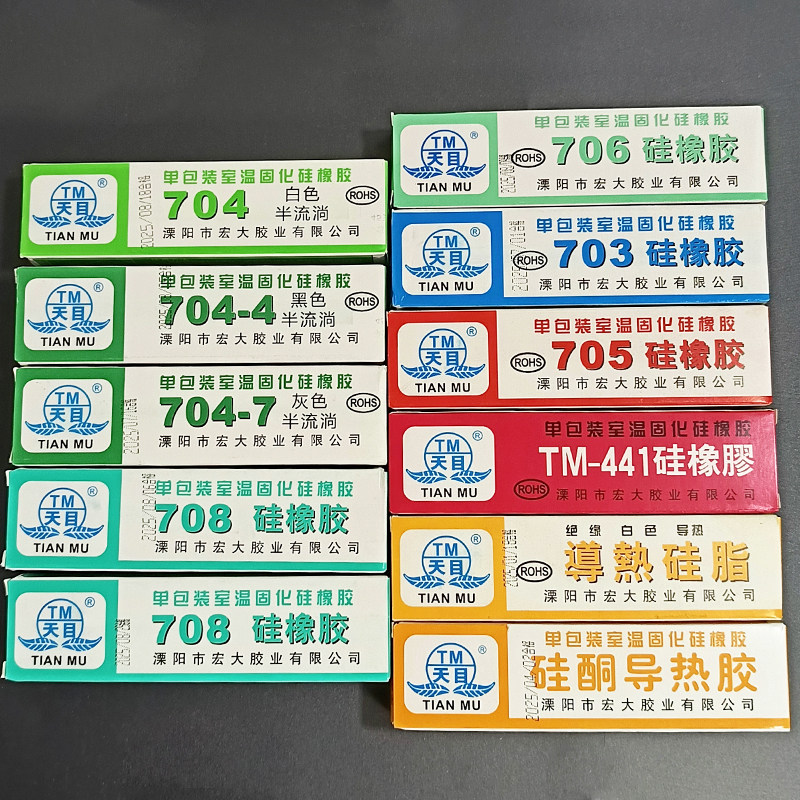 TM
天目
®
TIAN MU
单包装室温固化硅橡胶
704
白色
半流淌
ROHS
溧阳市宏大胶业有限公司
2025/08/18合格
TM
天目
®
TIAN MU
单包装室温固化硅橡胶
704-4
黑色
半流淌
ROHS
溧阳市宏大胶业有限公司
TM
天目
®
TIAN MU
单包装室温固化硅橡胶
704-7
灰色
半流淌
ROHS
溧阳市宏大胶业有限公司
TM
天目
®
TIAN MU
单包装室温固化硅橡胶
708 硅橡胶
溧阳市宏大胶业有限公司
TM
天目
®
TIAN MU
单包装室温固化硅橡胶
708 硅橡胶
溧阳市宏大胶业有限公司
TM
天目
®
TIAN MU
单包装室温固化硅橡胶
ROHS
706 硅橡胶
溧阳市宏大胶业有限公司
TM
天目
®
TIAN MU
单包装室温固化硅橡胶
ROHS
703 硅橡胶
溧阳市宏大胶业有限公司
TM
天目
®
TIAN MU
单包装室温固化硅橡胶
ROHS
705 硅橡胶
溧阳市宏大胶业有限公司
TM
天目
®
TIAN MU
单包装室温固化硅橡胶
TM-441硅橡膠
ROHS
溧阳市宏大胶业有限公司
TM
天目
®
TIAN MU
绝缘 白色 导热
ROHS
導熱硅脂
溧阳市宏大胶业有限公司
TM
天目
®
TIAN MU
单包装室温固化硅橡胶
硅酮导热胶
溧阳市宏大胶业有限公司